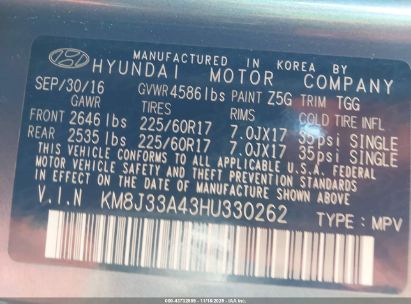 MANUFACTURED IN KOREA BY
HYUNDAI MOTOR COMPANY
SEP/30/16 GVWR 4586lbs PAINT Z5G TRIM TGG
GAWR TIRES RIMS COLD TIRE INFL
FRONT 2646 lbs 225/60R17 7.0JX17 35psi SINGLE
REAR 2535 lbs 225/60R17 7.0JX17 35psi SINGLE
THIS VEHICLE CONFORMS TO ALL APPLICABLE U.S.A. FEDERAL
MOTOR VEHICLE SAFETY, BUMPER, AND THEFT PREVENTION
STANDARDS IN EFFECT ON THE DATE OF MANUFACTURE
SHOWN ABOVE.
V.I.N KM8J33A43HU330262 TYPE : MPV